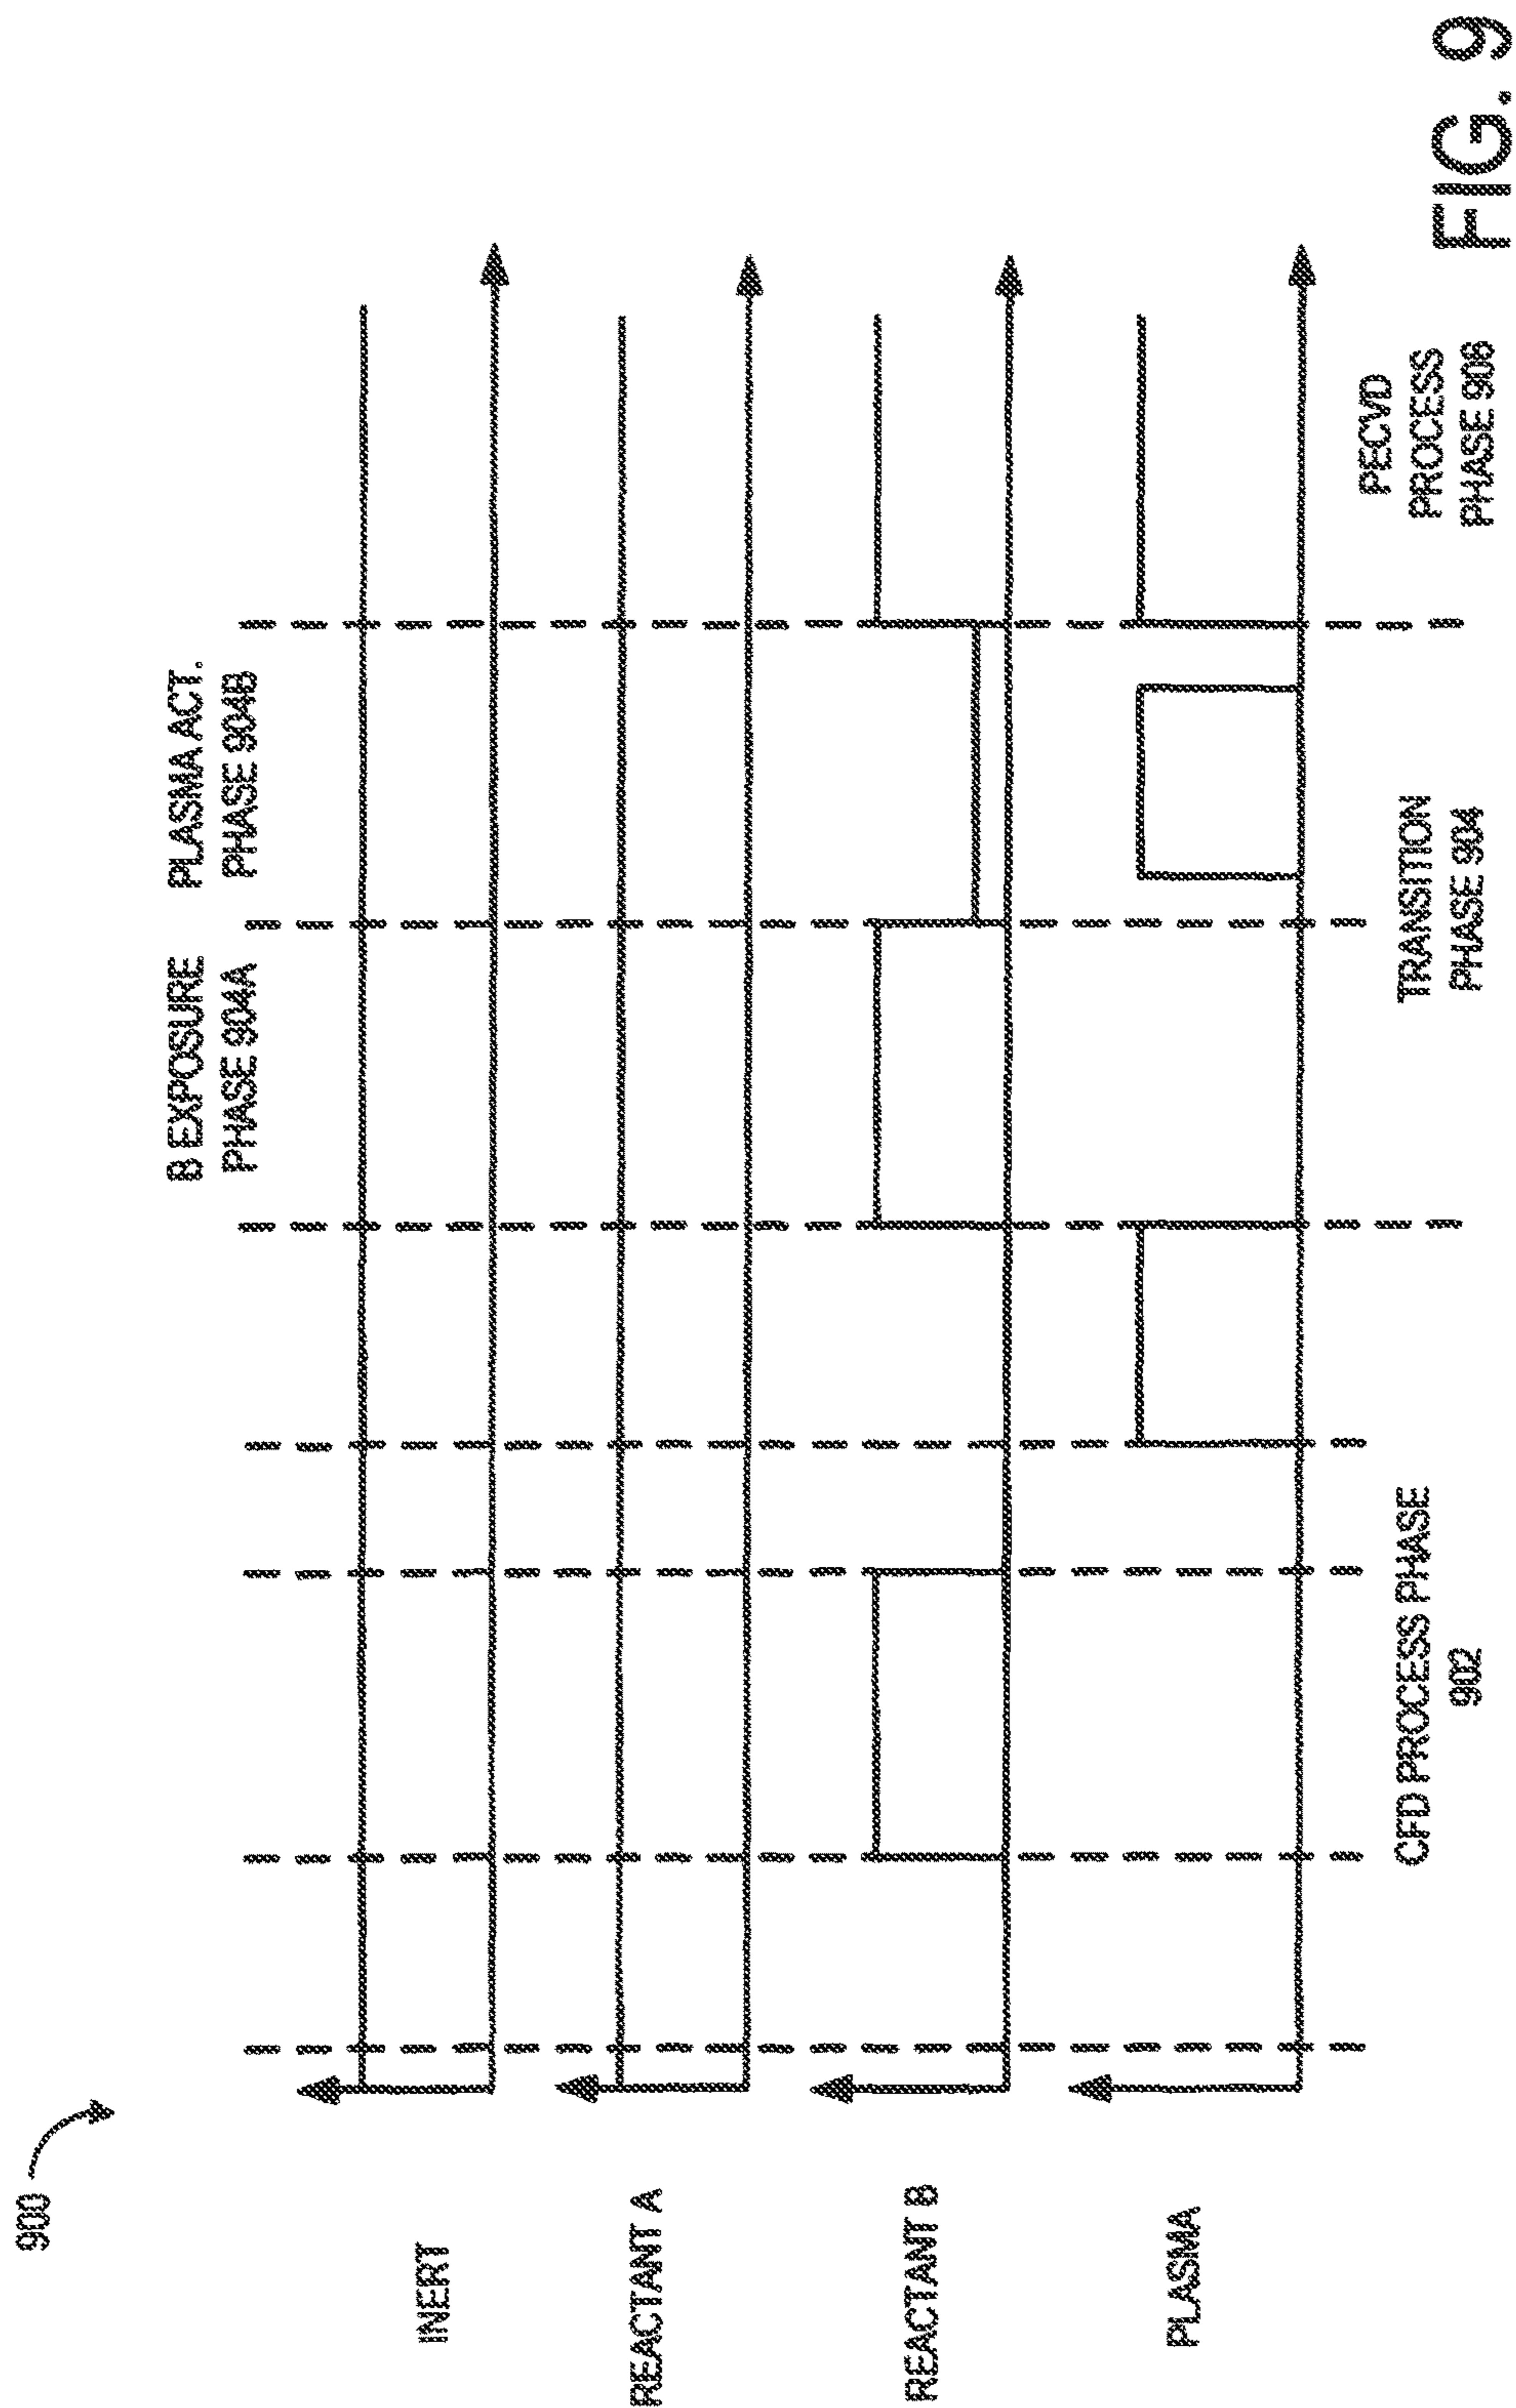 900
B EXPOSURE
PHASE 904A
PLASMA ACT.
PHASE 904B
INERT
REACTANT A
REACTANT B
PLASMA
CFD PROCESS PHASE
902
TRANSITION
PHASE 904
PECVD
PROCESS
PHASE 906
FIG. 9